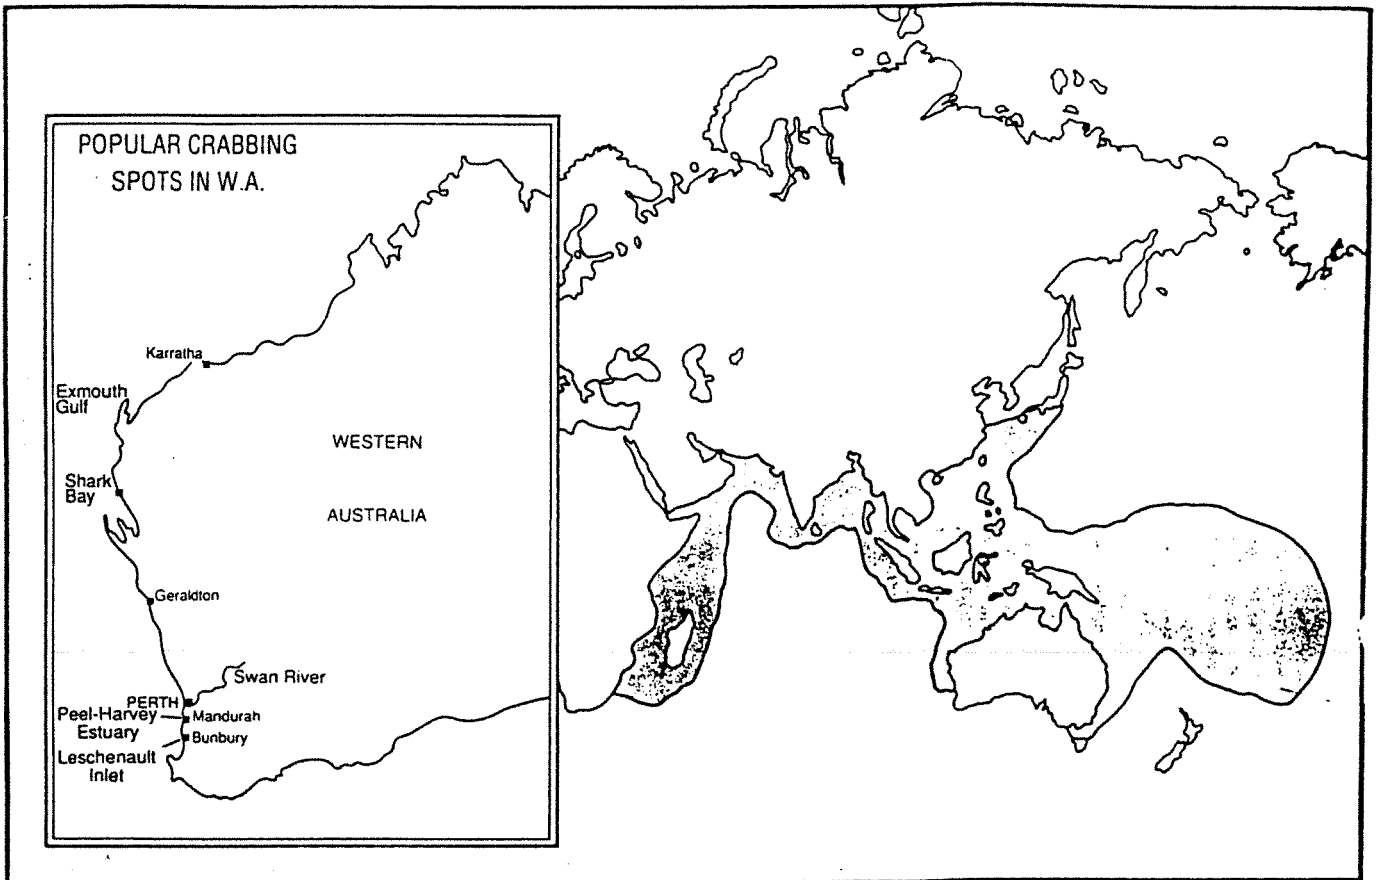 POPULAR CRABBING
SPOTS IN W.A.
Karratha
Exmouth
Gulf
WESTERN
Shark
Bay
AUSTRALIA
Geraldton
Swan River
PERTH
Peel-Harvey
Estuary
Mandurah
Bunbury
Leschenault
Inlet